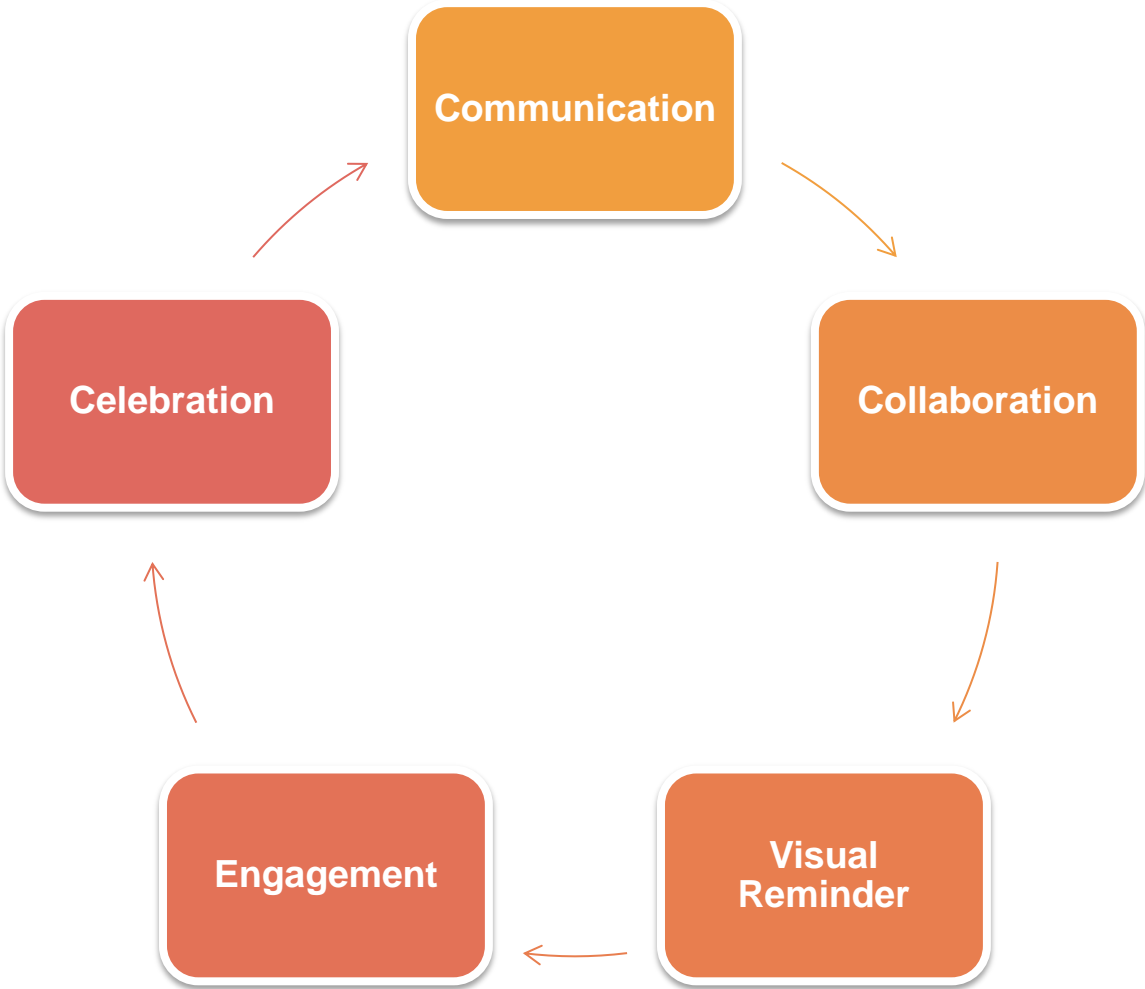 Communication
Collaboration
Visual
Reminder
Engagement
Celebration